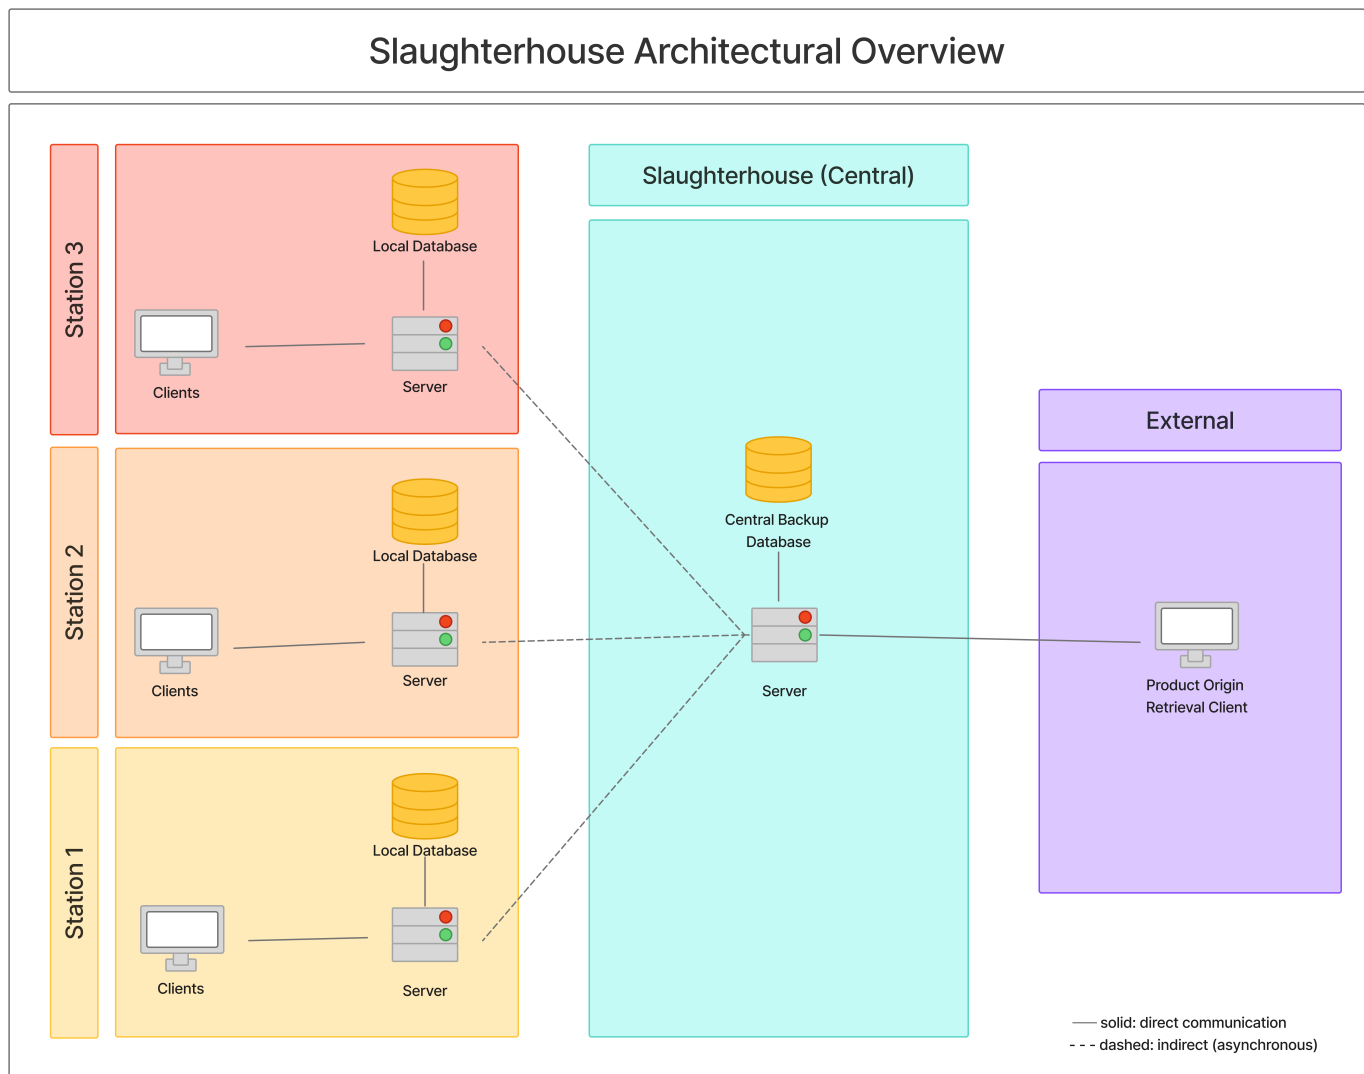 Slaughterhouse Architectural Overview
Station 3
Local Database
Clients
Server
Station 2
Local Database
Clients
Server
Station 1
Local Database
Clients
Server
Slaughterhouse (Central)
Central Backup
Database
Server
External
Product Origin
Retrieval Client
solid: direct communication
dashed: indirect (asynchronous)